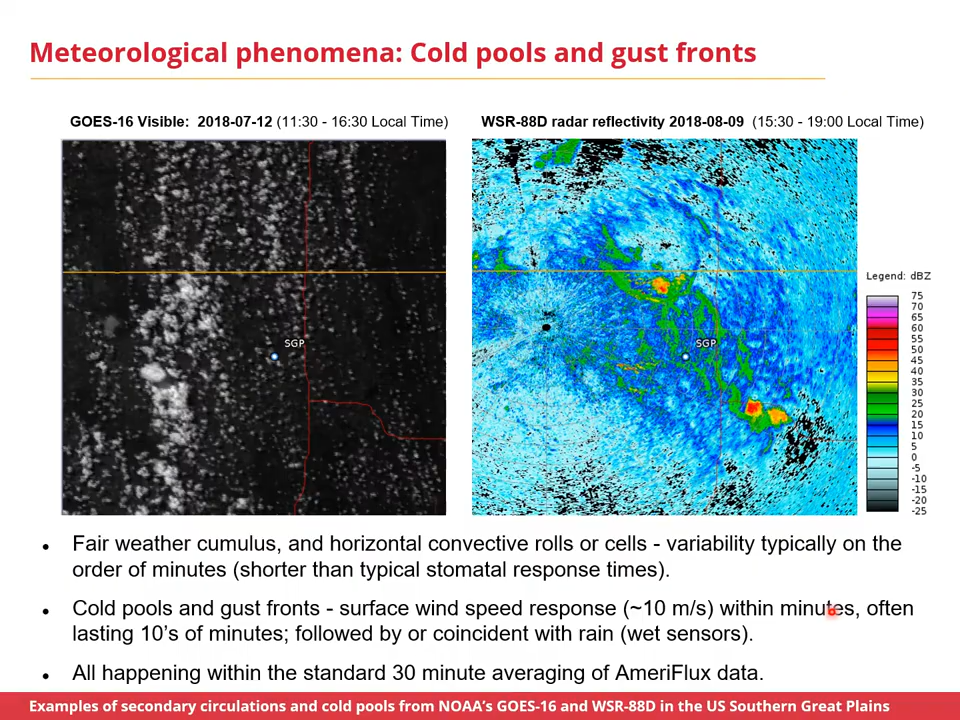 Meteorological phenomena: Cold pools and gust fronts
GOES-16 Visible: 2018-07-12 (11:30 - 16:30 Local Time)
WSR-88D radar reflectivity 2018-08-09 (15:30 - 19:00 Local Time)
SGP
SGP
Legend: dBZ
75
70
65
60
55
50
45
40
35
30
25
20
15
10
5
0
-5
-10
-15
-20
-25
• Fair weather cumulus, and horizontal convective rolls or cells - variability typically on the
order of minutes (shorter than typical stomatal response times).
• Cold pools and gust fronts - surface wind speed response (~10 m/s) within minutes, often
lasting 10's of minutes; followed by or coincident with rain (wet sensors).
• All happening within the standard 30 minute averaging of AmeriFlux data.
Examples of secondary circulations and cold pools from NOAA's GOES-16 and WSR-88D in the US Southern Great Plains